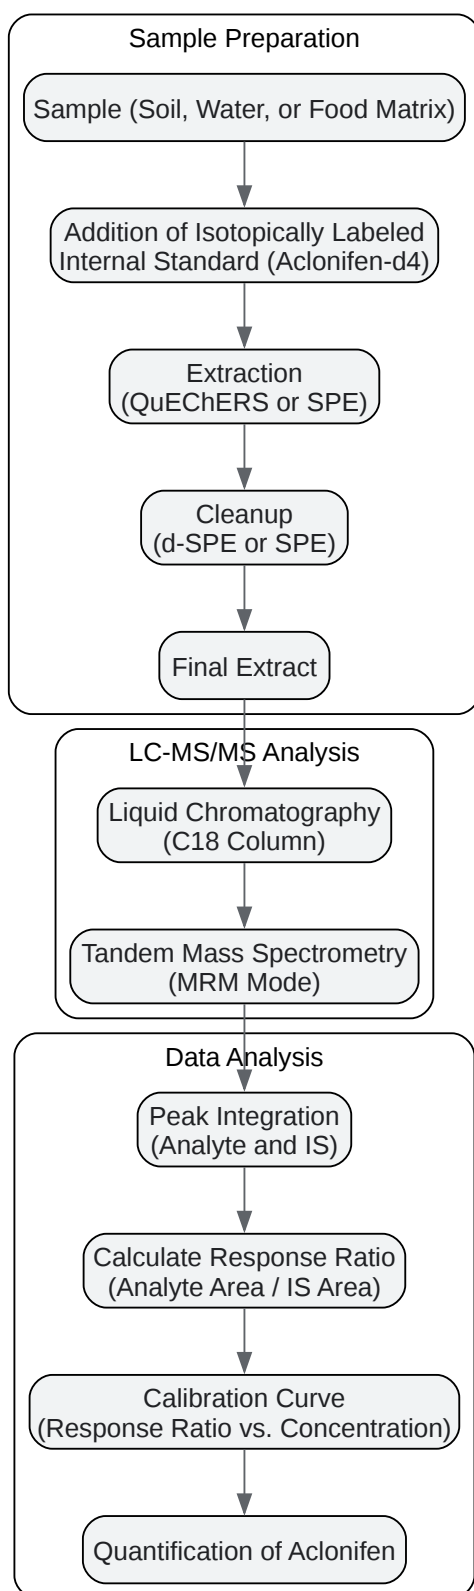 Sample Preparation
Sample (Soil, Water, or Food Matrix)
Addition of Isotopically Labeled
Internal Standard (Aclonifen-d4)
Extraction
(QuEChERS or SPE)
Cleanup
(d-SPE or SPE)
Final Extract
LC-MS/MS Analysis
Liquid Chromatography
(C18 Column)
Tandem Mass Spectrometry
(MRM Mode)
Data Analysis
Peak Integration
(Analyte and IS)
Calculate Response Ratio
(Analyte Area / IS Area)
Calibration Curve
(Response Ratio vs. Concentration)
Quantification of Aclonifen